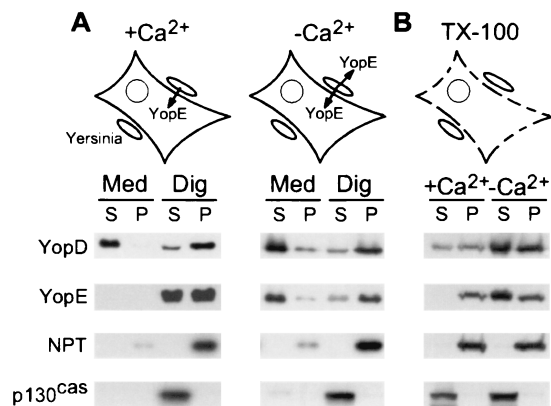 A +Ca²⁺ -Ca²⁺ B TX-100
YopE
YopE YopE
Yersinia
Med Dig Med Dig +Ca²⁺ -Ca²⁺
S P S P S P S P S P S P
YopD
YopE
NPT
p130ᶜᵃˢ